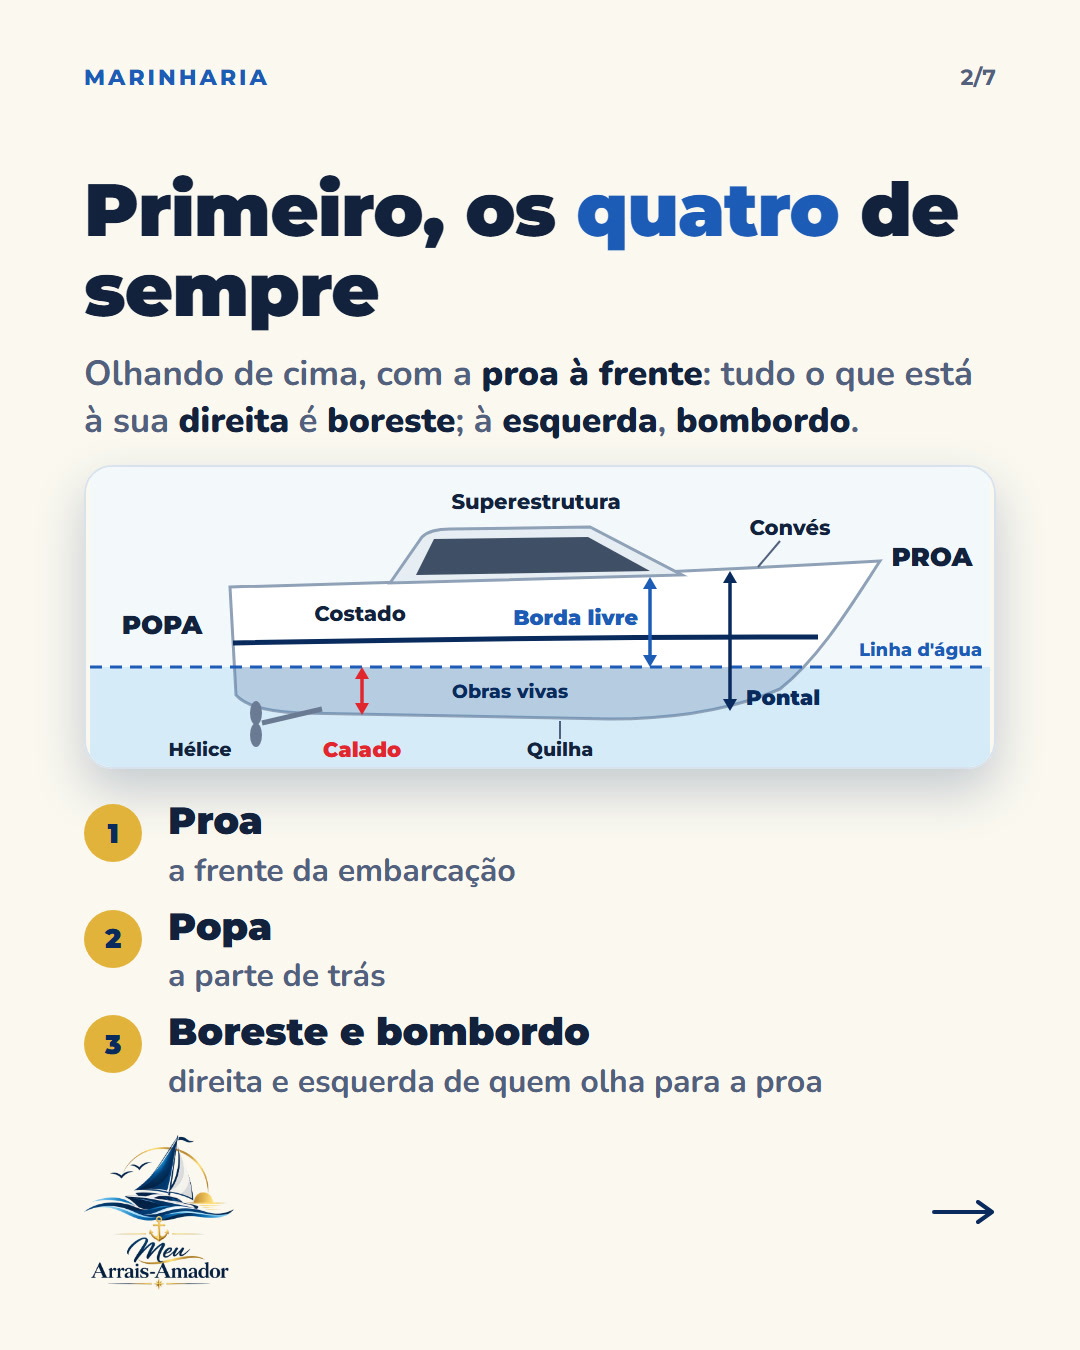 MARINHARIA
2/7
Primeiro, os quatro de
sempre
Olhando de cima, com a proa à frente: tudo o que está
à sua direita é boreste; à esquerda, bombordo.
Superestrutura
Convés
PROA
Costado
Borda livre
POPA
Linha d'água
Obras vivas
Pontal
Hélice
Calado
Quilha
1
Proa
a frente da embarcação
2
Popa
a parte de trás
3
Boreste e bombordo
direita e esquerda de quem olha para a proa
Meu
Arrais-Amador